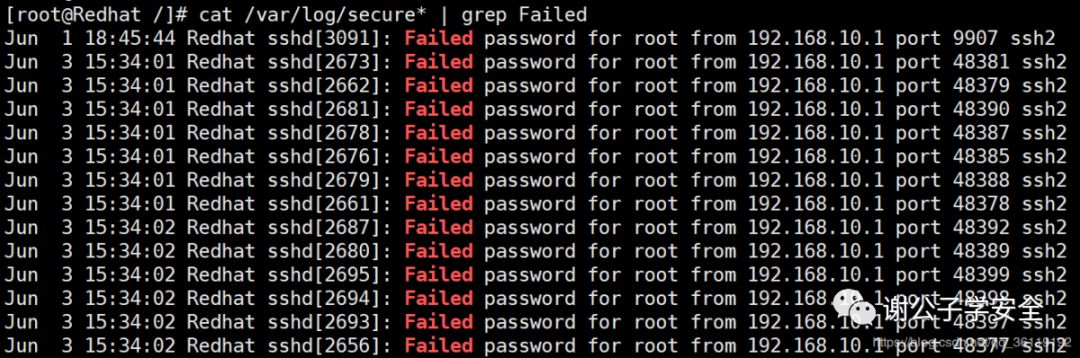 [root@Redhat /]# cat /var/log/secure* | grep Failed
Jun  1 18:45:44 Redhat sshd[3091]: Failed password for root from 192.168.10.1 port 9907 ssh2
Jun  3 15:34:01 Redhat sshd[2673]: Failed password for root from 192.168.10.1 port 48381 ssh2
Jun  3 15:34:01 Redhat sshd[2662]: Failed password for root from 192.168.10.1 port 48379 ssh2
Jun  3 15:34:01 Redhat sshd[2681]: Failed password for root from 192.168.10.1 port 48390 ssh2
Jun  3 15:34:01 Redhat sshd[2678]: Failed password for root from 192.168.10.1 port 48387 ssh2
Jun  3 15:34:01 Redhat sshd[2676]: Failed password for root from 192.168.10.1 port 48385 ssh2
Jun  3 15:34:01 Redhat sshd[2679]: Failed password for root from 192.168.10.1 port 48388 ssh2
Jun  3 15:34:01 Redhat sshd[2661]: Failed password for root from 192.168.10.1 port 48378 ssh2
Jun  3 15:34:02 Redhat sshd[2687]: Failed password for root from 192.168.10.1 port 48392 ssh2
Jun  3 15:34:02 Redhat sshd[2680]: Failed password for root from 192.168.10.1 port 48389 ssh2
Jun  3 15:34:02 Redhat sshd[2695]: Failed password for root from 192.168.10.1 port 48399 ssh2
Jun  3 15:34:02 Redhat sshd[2694]: Failed password for root from 192.168.10.1 port 48398 ssh2
Jun  3 15:34:02 Redhat sshd[2693]: Failed password for root from 192.168.10.1 port 48397 ssh2
Jun  3 15:34:02 Redhat sshd[2656]: Failed password for root from 192.168.10.1 port ssh2
谢公子学安全